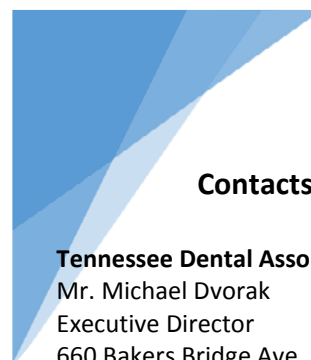 Contacts
Tennessee Dental Asso
Mr. Michael Dvorak
Executive Director
660 Bakers Bridge Ave